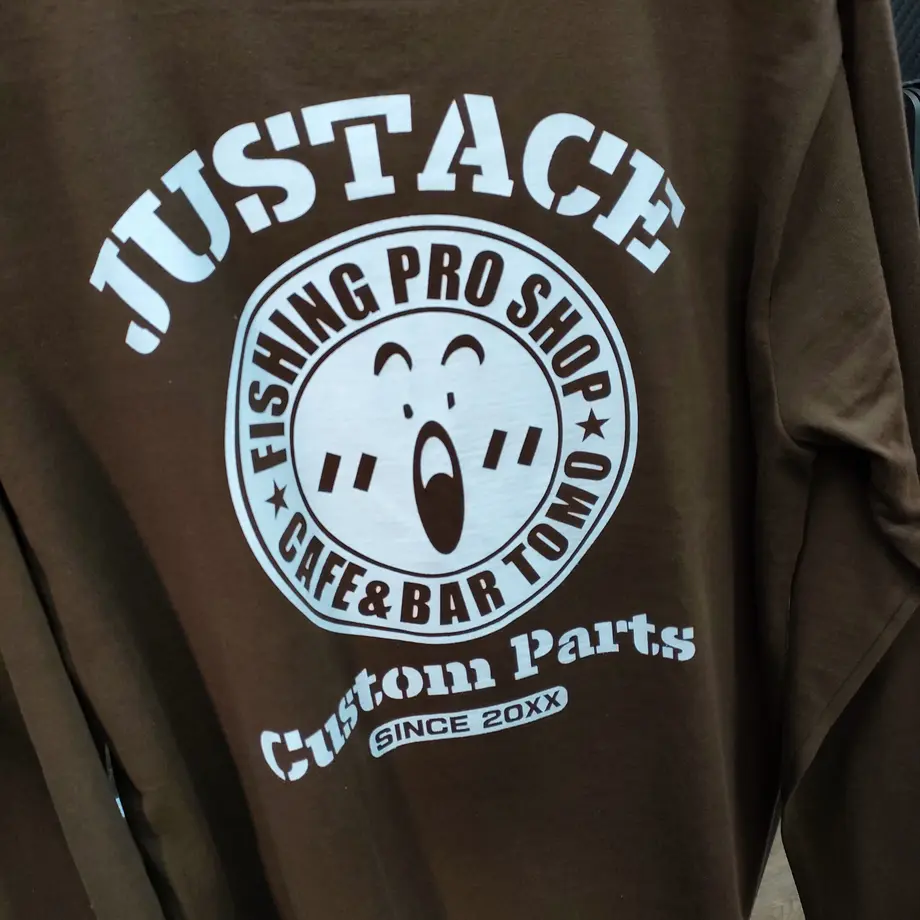 JUSTACE
FISHING PRO SHOP
★ CAFE&BAR TOMO ★
Custom Parts
SINCE 20XX